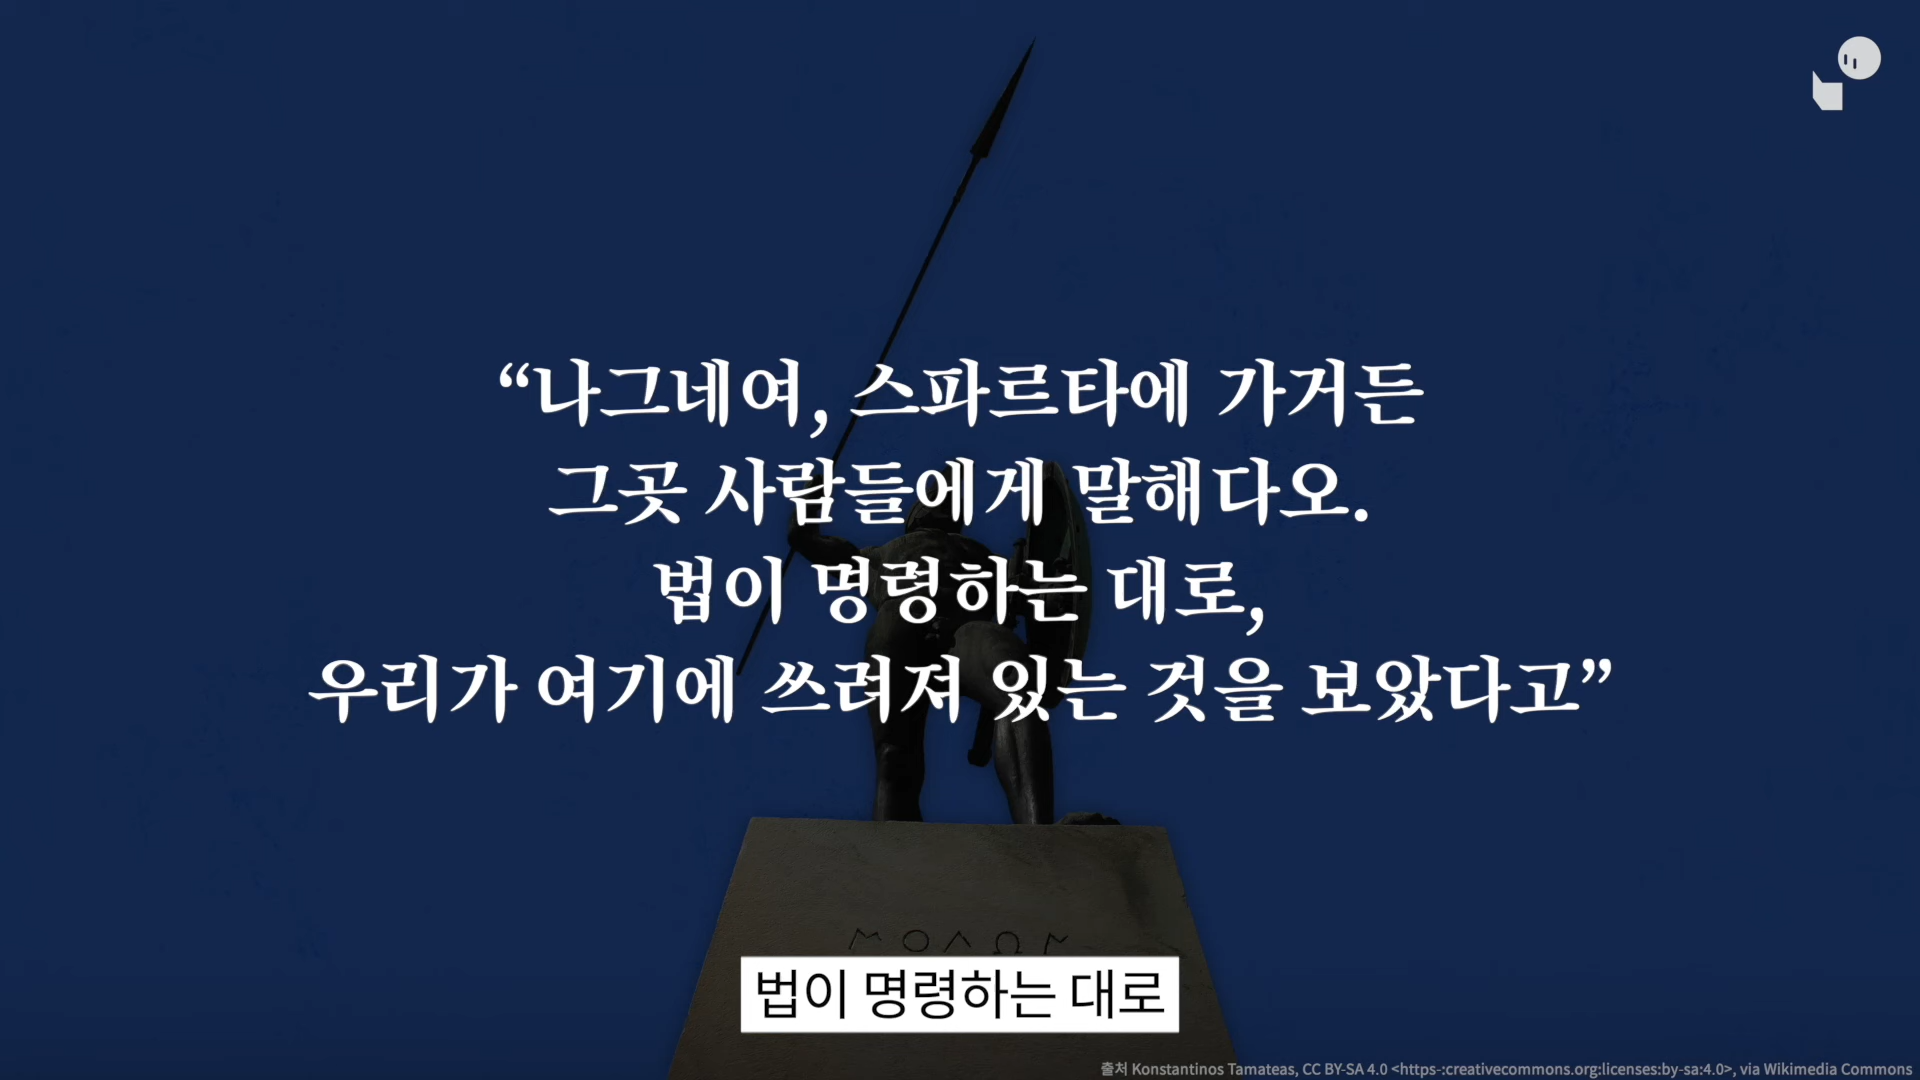 “나그네여, 스파르타에 가거든
그곳 사람들에게 말해다오.
법이 명령하는 대로,
우리가 여기에 쓰려져 있는 것을 보았다고”
ΜΟΛΩΝ
법이 명령하는 대로
출처 Konstantinos Tamateas, CC BY-SA 4.0 <https-:creativecommons.org:licenses:by-sa:4.0>, via Wikimedia Commons